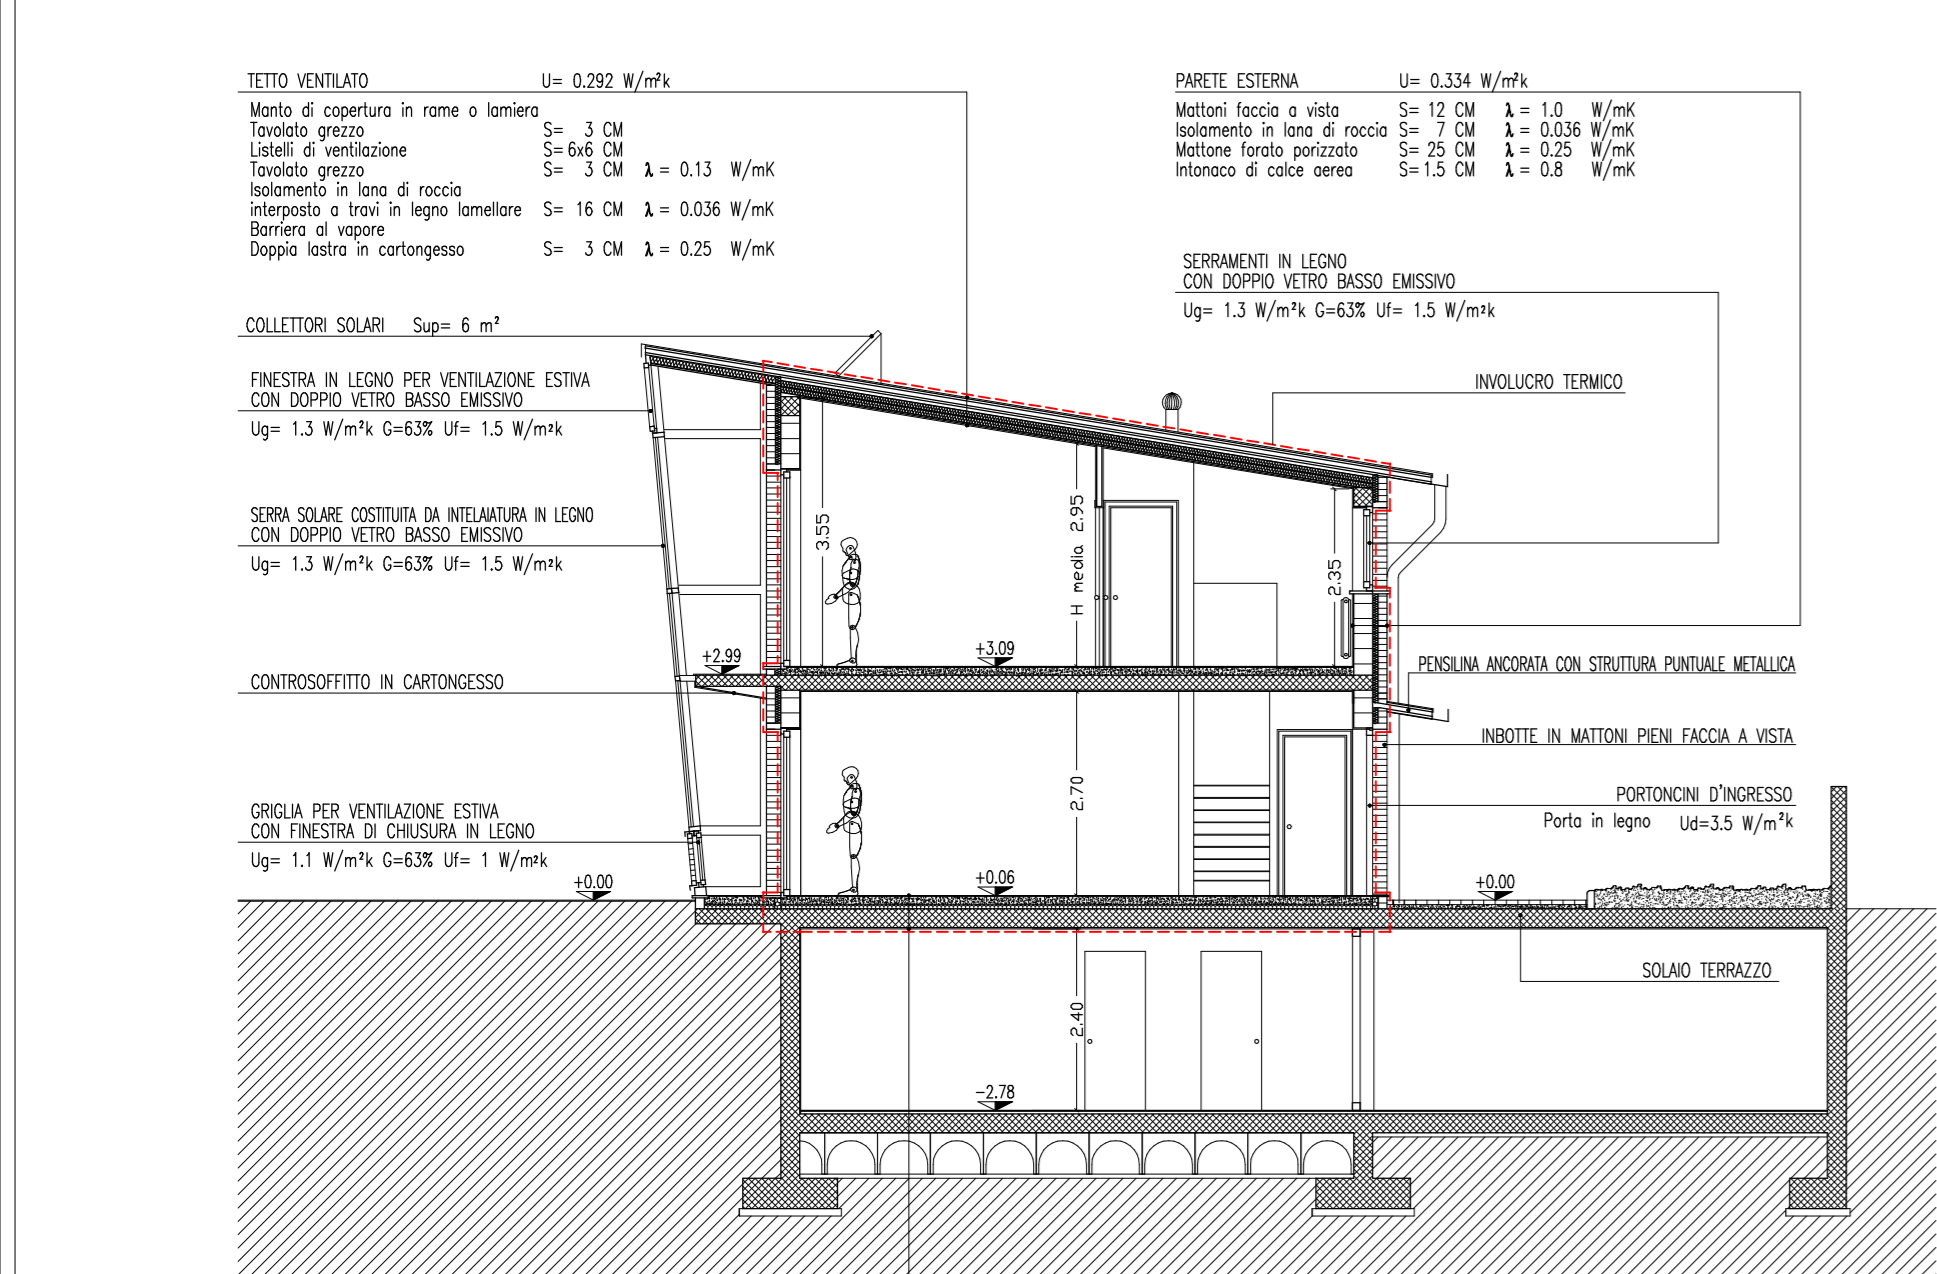 TETTO VENTILATO U= 0.292 W/m²k
Manto di copertura in rame o lamiera
Tavolato grezzo S= 3 CM
Listelli di ventilazione S= 6x6 CM
Tavolato grezzo S= 3 CM λ = 0.13 W/mK
Isolamento in lana di roccia
interposto a travi in legno lamellare S= 16 CM λ = 0.036 W/mK
Barriera al vapore
Doppia lastra in cartongesso S= 3 CM λ = 0.25 W/mK
PARETE ESTERNA U= 0.334 W/m²k
Mattoni faccia a vista S= 12 CM λ = 1.0 W/mK
Isolamento in lana di roccia S= 7 CM λ = 0.036 W/mK
Mattone forato porizzato S= 25 CM λ = 0.25 W/mK
Intonaco di calce aerea S= 1.5 CM λ = 0.8 W/mK
SERRAMENTI IN LEGNO
CON DOPPIO VETRO BASSO EMISSIVO
Ug= 1.3 W/m²k G=63% Uf= 1.5 W/m²k
COLLETTORI SOLARI Sup= 6 m²
FINESTRA IN LEGNO PER VENTILAZIONE ESTIVA
CON DOPPIO VETRO BASSO EMISSIVO
Ug= 1.3 W/m²k G=63% Uf= 1.5 W/m²k
INVOLUCRO TERMICO
SERRA SOLARE COSTITUITA DA INTELAIATURA IN LEGNO
CON DOPPIO VETRO BASSO EMISSIVO
Ug= 1.3 W/m²k G=63% Uf= 1.5 W/m²k
3.55
H media 2.95
2.35
+2.99
+3.09
PENSILINA ANCORATA CON STRUTTURA PUNTUALE METALLICA
CONTROSOFFITTO IN CARTONGESSO
INBOTTE IN MATTONI PIENI FACCIA A VISTA
2.70
PORTONCINI D'INGRESSO
Porta in legno Ud=3.5 W/m²k
GRIGLIA PER VENTILAZIONE ESTIVA
CON FINESTRA DI CHIUSURA IN LEGNO
Ug= 1.1 W/m²k G=63% Uf= 1 W/m²k
+0.00
+0.06
+0.00
SOLAIO TERRAZZO
2.40
-2.78